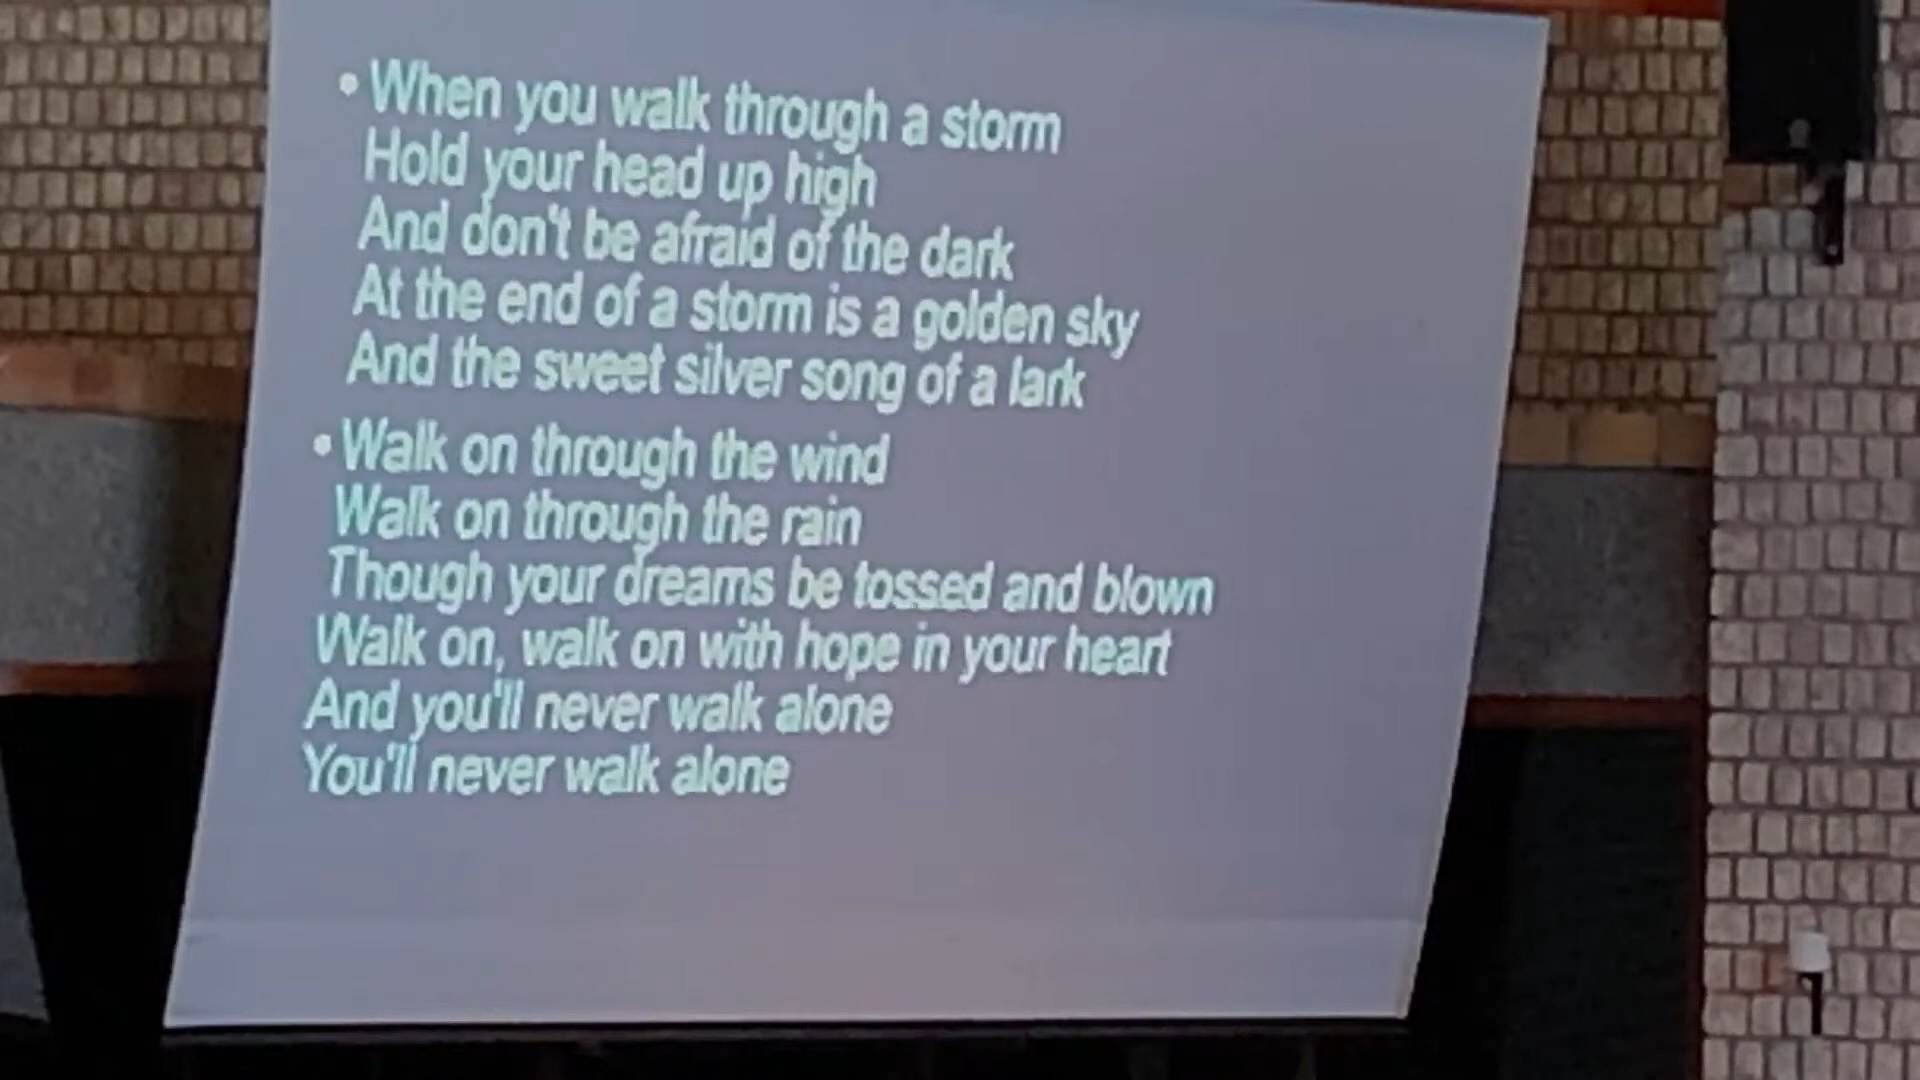 • When you walk through a storm
Hold your head up high
And don't be afraid of the dark
At the end of a storm is a golden sky
And the sweet silver song of a lark
• Walk on through the wind
Walk on through the rain
Though your dreams be tossed and blown
Walk on, walk on with hope in your heart
And you'll never walk alone
You'll never walk alone